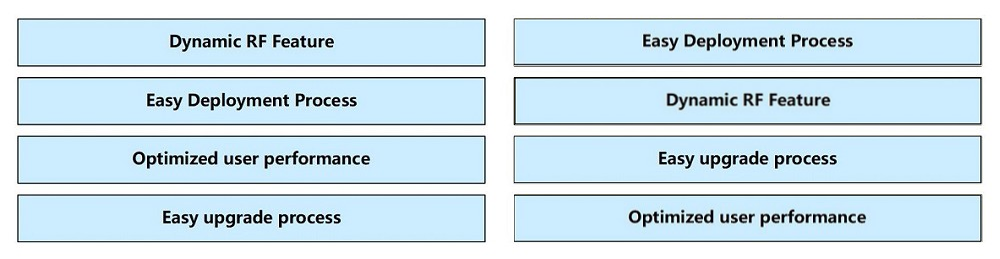 Dynamic RF Feature
Easy Deployment Process
Optimized user performance
Easy upgrade process
Easy Deployment Process
Dynamic RF Feature
Easy upgrade process
Optimized user performance